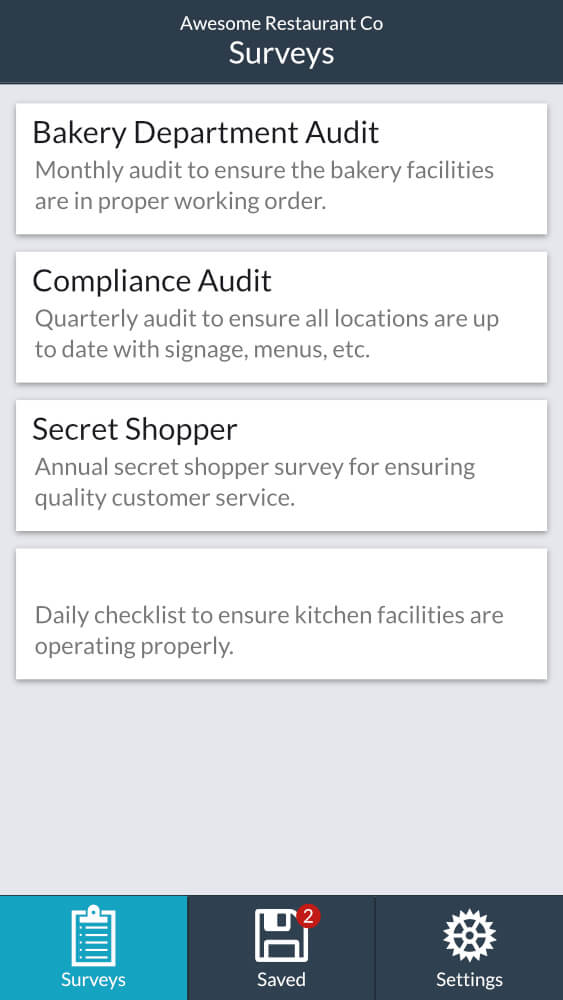 Awesome Restaurant Co
Surveys
Bakery Department Audit
Monthly audit to ensure the bakery facilities
are in proper working order.
Compliance Audit
Quarterly audit to ensure all locations are up
to date with signage, menus, etc.
Secret Shopper
Annual secret shopper survey for ensuring
quality customer service.
Daily checklist to ensure kitchen facilities are
operating properly.
2
Surveys
Saved
Settings